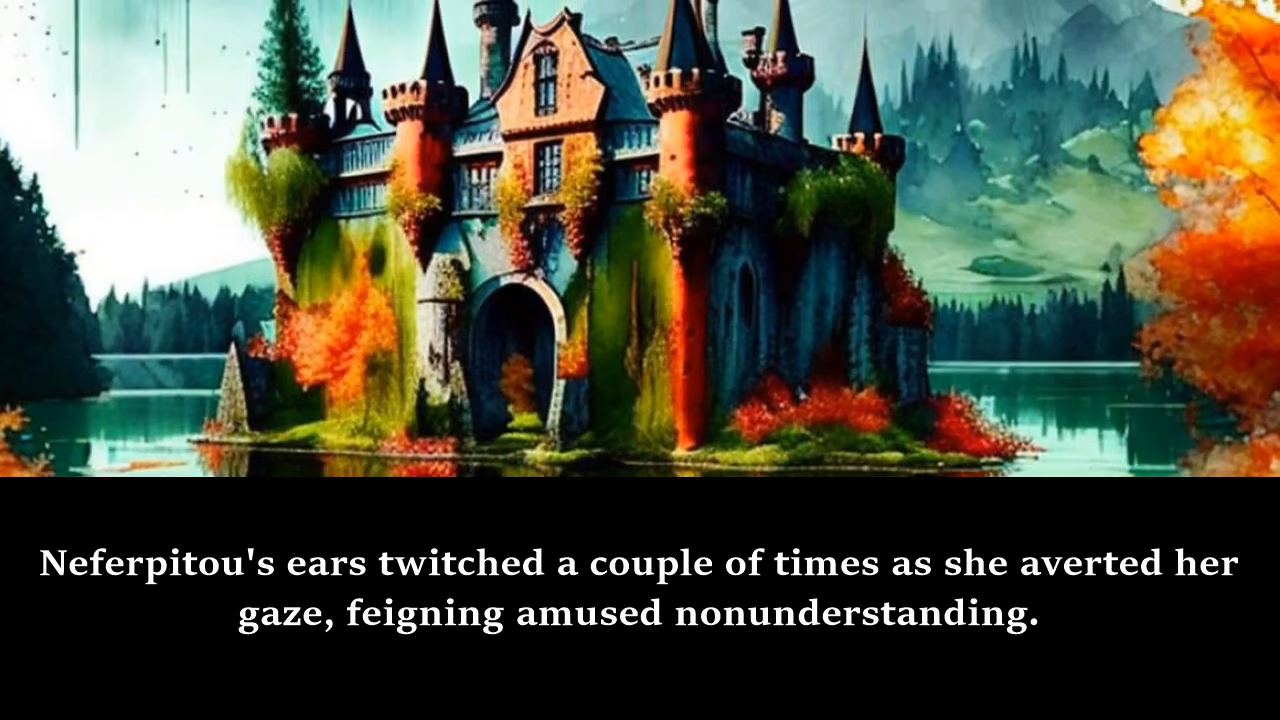 Neferpitou's ears twitched a couple of times as she averted her
gaze, feigning amused nonunderstanding.